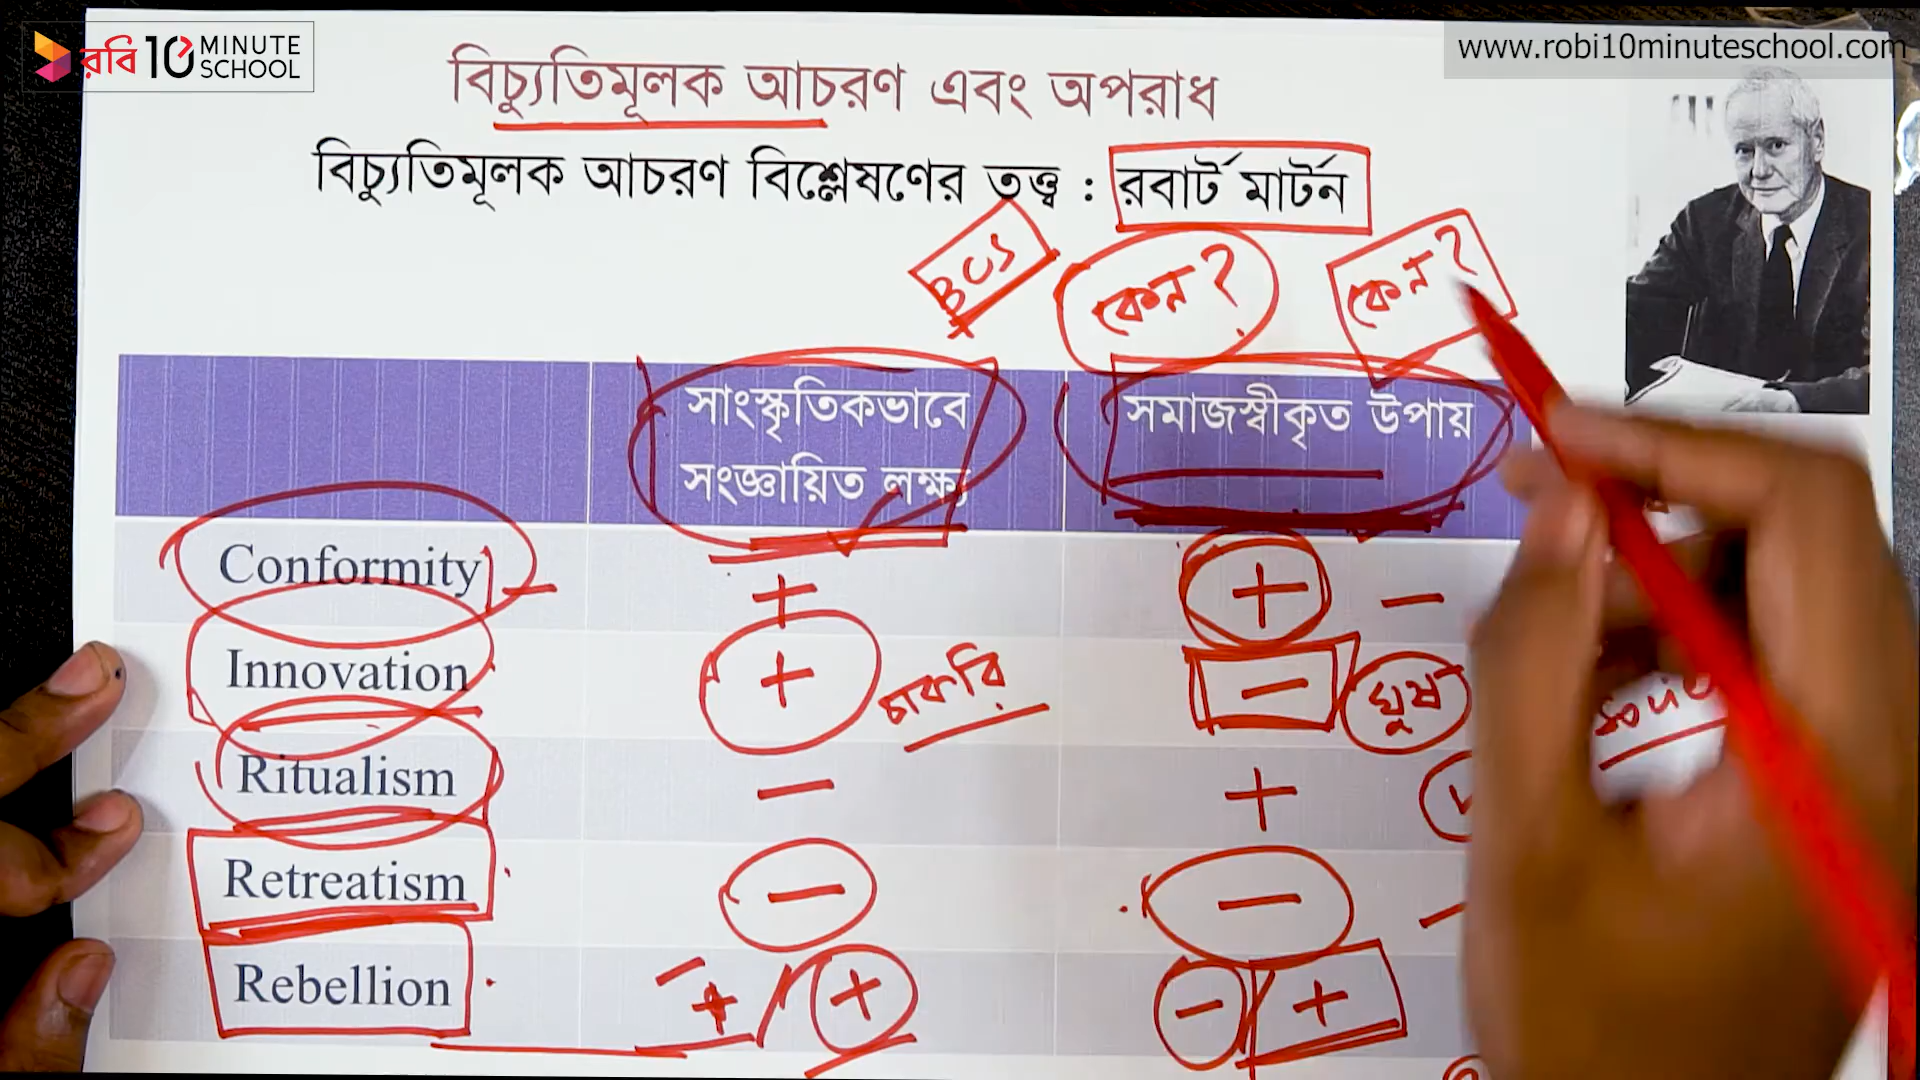 রবি 10 MINUTE SCHOOL
www.robi10minuteschool.com
বিচ্যুতিমূলক আচরণ এবং অপরাধ
বিচ্যুতিমূলক আচরণ বিশ্লেষণের তত্ত্ব : রবার্ট মার্টন
BCS কেন? কেন?
সাংস্কৃতিকভাবে সমাজস্বীকৃত উপায়
সংজ্ঞায়িত লক্ষ্য
Conformity + + -
Innovation + চাকরি - ঘুষ
Ritualism - +
Retreatism - - -
Rebellion - + / + - / +